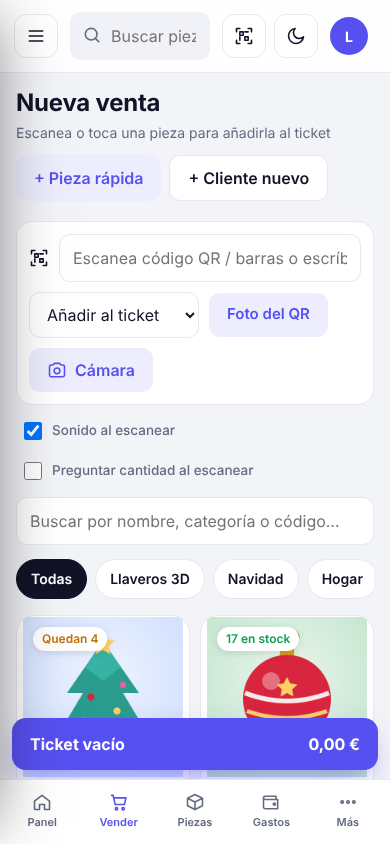 Buscar piez
L
Nueva venta
Escanea o toca una pieza para añadirla al ticket
+ Pieza rápida
+ Cliente nuevo
Escanea código QR / barras o escrib
Añadir al ticket
Foto del QR
Cámara
Sonido al escanear
Preguntar cantidad al escanear
Buscar por nombre, categoría o código...
Todas
Llaveros 3D
Navidad
Hogar
Quedan 4
17 en stock
Ticket vacío
0,00 €
Panel
Vender
Piezas
Gastos
Más